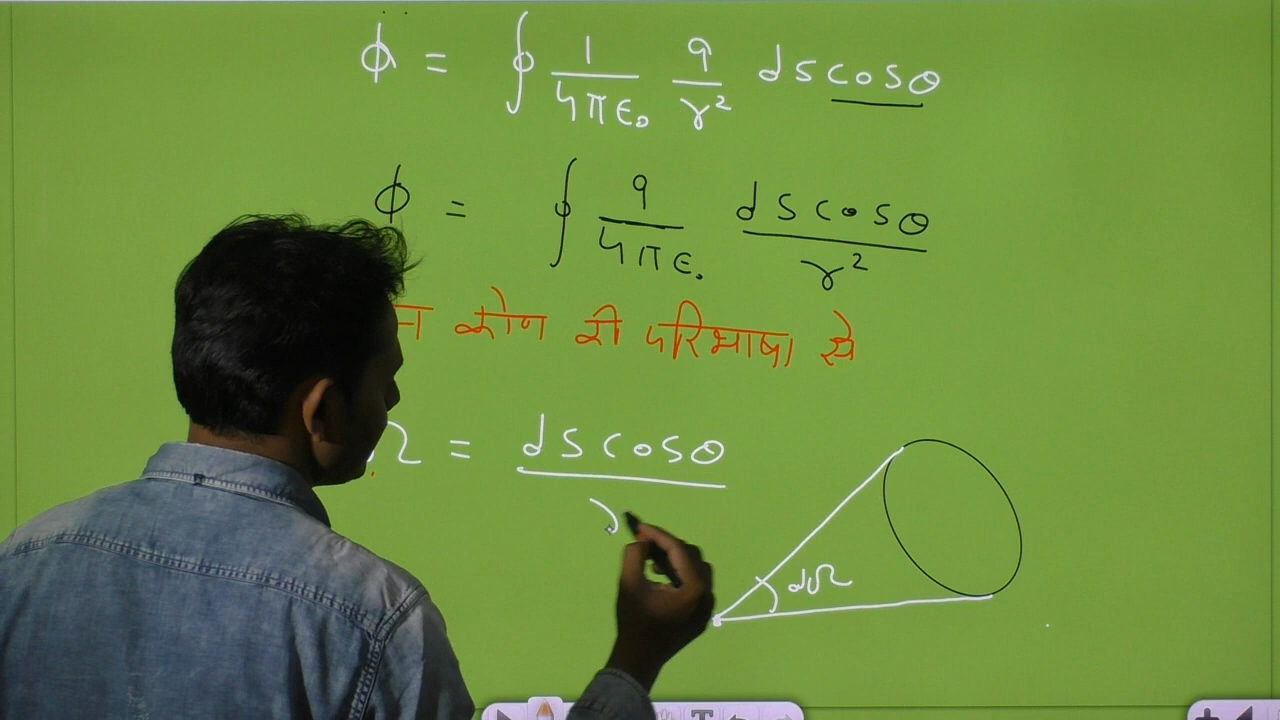 ϕ = ∮ 1/4πϵ₀ q/r² ds cosθ
ϕ = ∮ q/4πϵ₀ ds cosθ/r²
कोण की परिभाषा से
Ω = ds cosθ
dΩ